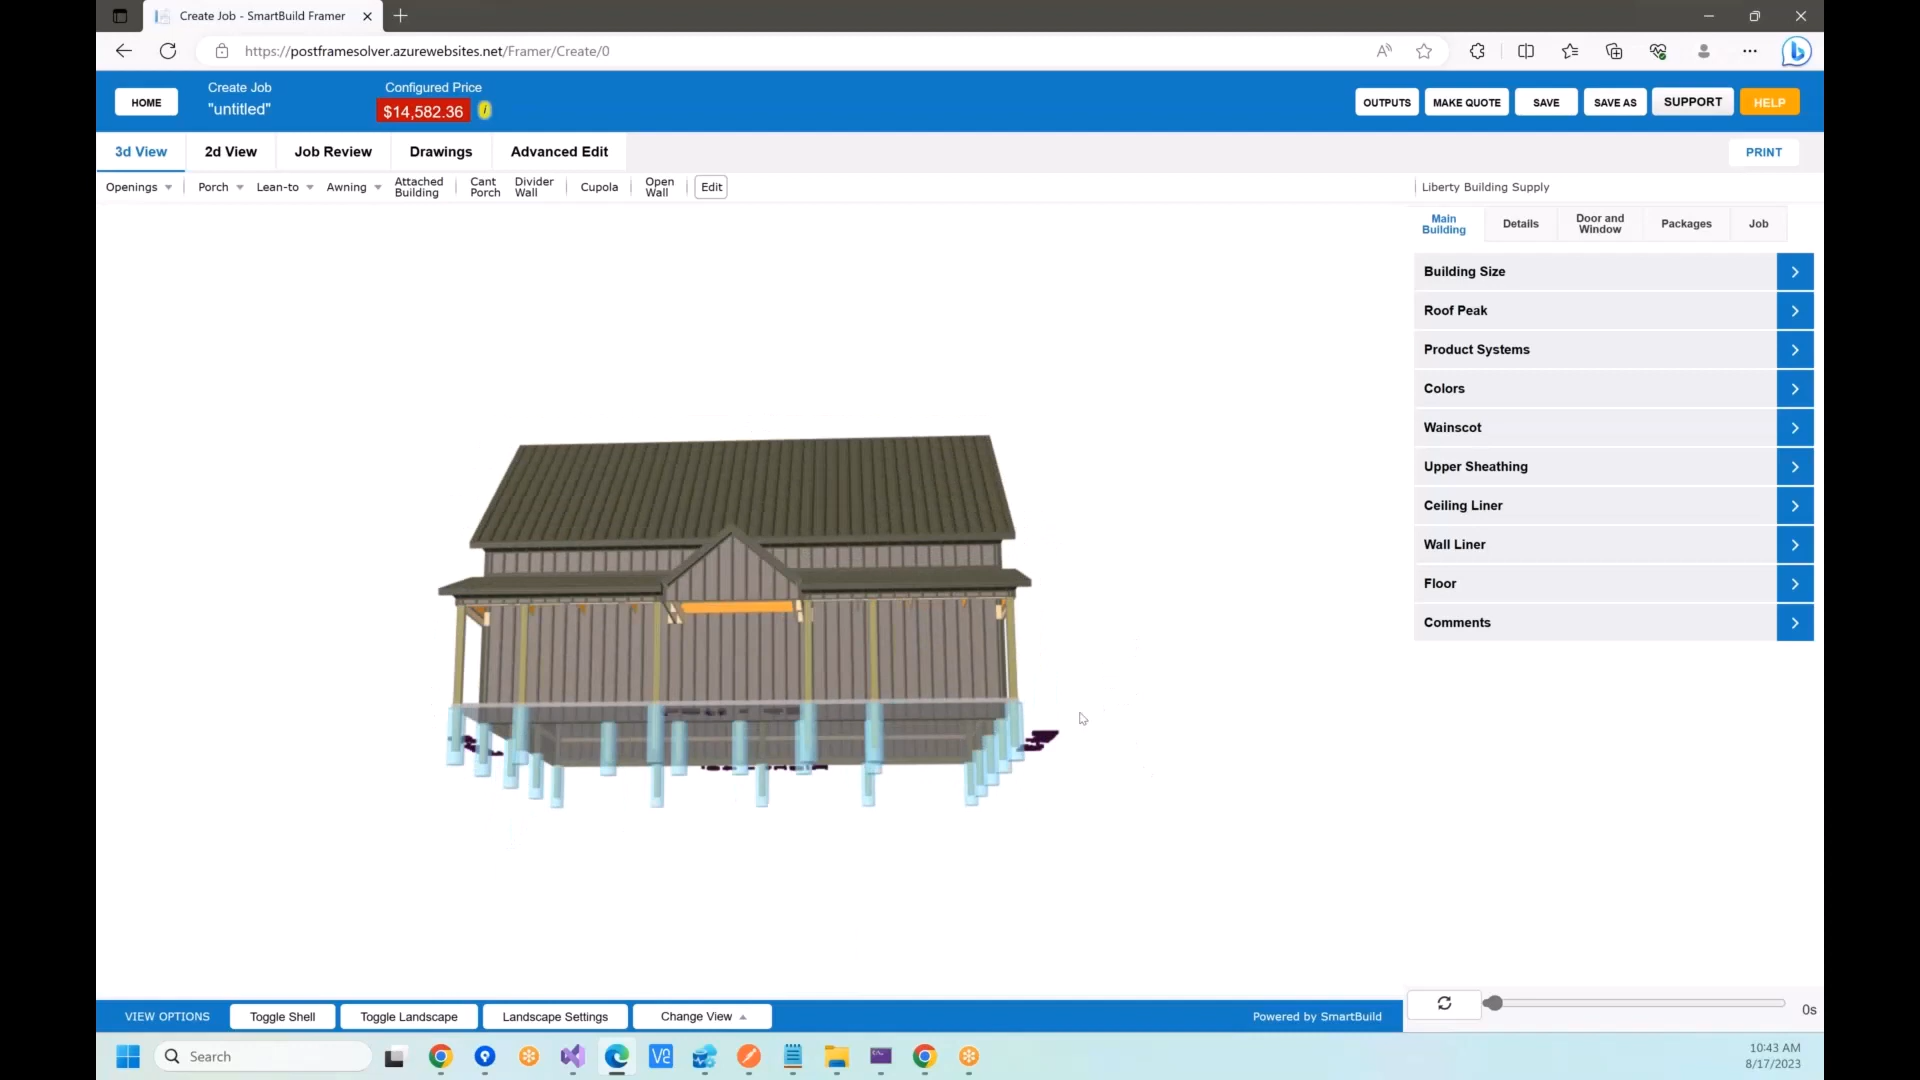 Create Job - SmartBuild Framer
https://postframesolver.azurewebsites.net/Framer/Create/0
HOME
Create Job
"untitled"
Configured Price
$14,582.36
i
OUTPUTS
MAKE QUOTE
SAVE
SAVE AS
SUPPORT
HELP
3d View
2d View
Job Review
Drawings
Advanced Edit
PRINT
Openings
Porch
Lean-to
Awning
Attached
Building
Cant
Porch
Divider
Wall
Cupola
Open
Wall
Edit
Liberty Building Supply
Main
Building
Details
Door and
Window
Packages
Job
Building Size
Roof Peak
Product Systems
Colors
Wainscot
Upper Sheathing
Ceiling Liner
Wall Liner
Floor
Comments
VIEW OPTIONS
Toggle Shell
Toggle Landscape
Landscape Settings
Change View
Powered by SmartBuild
0s
Search
10:43 AM
8/17/2023